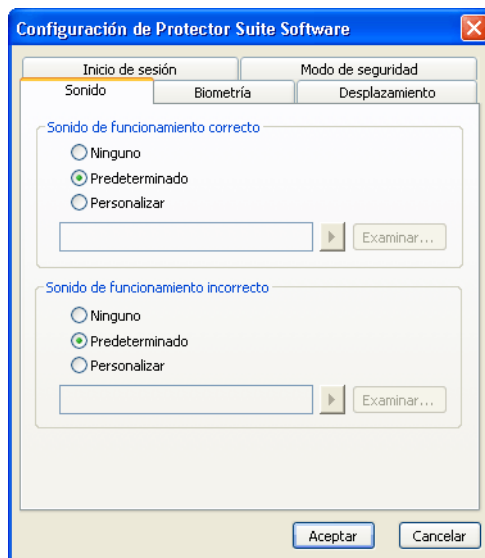 Configuración de Protector Suite Software
Inicio de sesión
Modo de seguridad
Sonido
Biometría
Desplazamiento
Sonido de funcionamiento correcto
Ninguno
Predeterminado
Personalizar
Examinar...
Sonido de funcionamiento incorrecto
Ninguno
Predeterminado
Personalizar
Examinar...
Aceptar
Cancelar